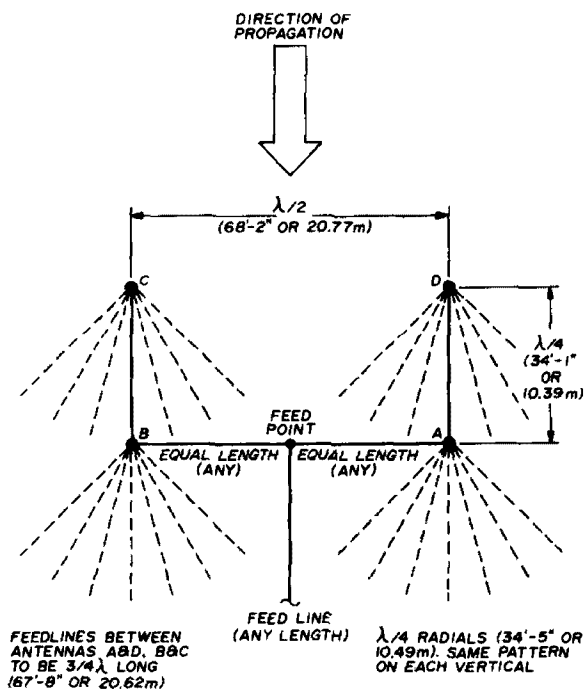 DIRECTION OF
PROPAGATION
λ/2
(68'-2" OR 20.77m)
C
D
λ/4
(34'-1"
OR
10.39m)
FEED
POINT
B
A
EQUAL LENGTH
(ANY)
EQUAL LENGTH
(ANY)
FEED LINE
(ANY LENGTH)
FEEDLINES BETWEEN
ANTENNAS A&D, B&C
TO BE 3/4λ LONG
(67'-8" OR 20.62m)
λ/4 RADIALS (34'-5" OR
10.49m). SAME PATTERN
ON EACH VERTICAL